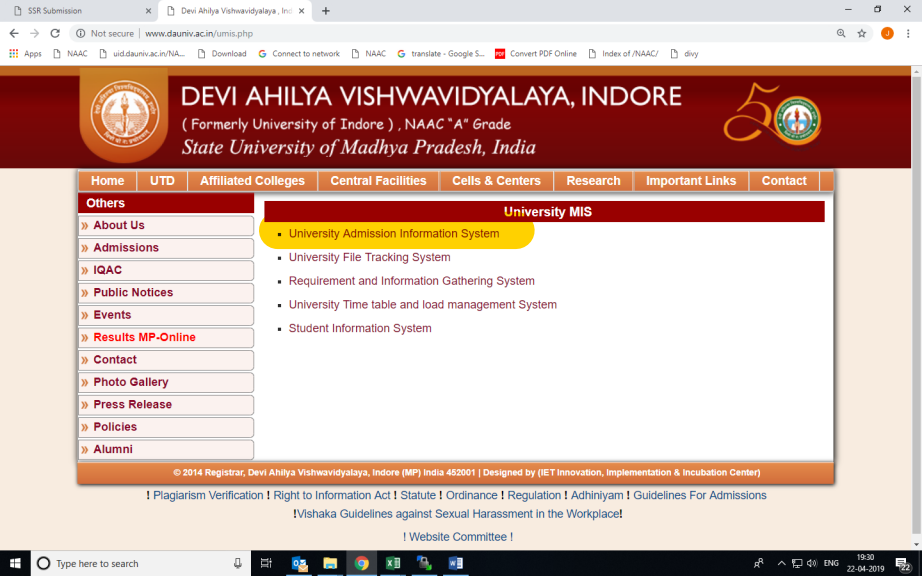 SSR Submission
Devi Ahilya Vishwavidyalaya , Ind
Not secure | www.dauniv.ac.in/umis.php
Apps NAAC uid.dauniv.ac.in/NA... Download Connect to network NAAC translate - Google S... Convert PDF Online Index of /NAAC/ divy
DEVI AHILYA VISHWAVIDYALAYA, INDORE
( Formerly University of Indore ) , NAAC "A" Grade
State University of Madhya Pradesh, India
Home UTD Affiliated Colleges Central Facilities Cells & Centers Research Important Links Contact
Others
About Us
Admissions
IQAC
Public Notices
Events
Results MP-Online
Contact
Photo Gallery
Press Release
Policies
Alumni
University MIS
University Admission Information System
University File Tracking System
Requirement and Information Gathering System
University Time table and load management System
Student Information System
© 2014 Registrar, Devi Ahilya Vishwavidyalaya, Indore (MP) India 452001 | Designed by (IET Innovation, Implementation & Incubation Center)
! Plagiarism Verification ! Right to Information Act ! Statute ! Ordinance ! Regulation ! Adhiniyam ! Guidelines For Admissions
!Vishaka Guidelines against Sexual Harassment in the Workplace!
! Website Committee !
Type here to search
ENG
19:30
22-04-2019
22